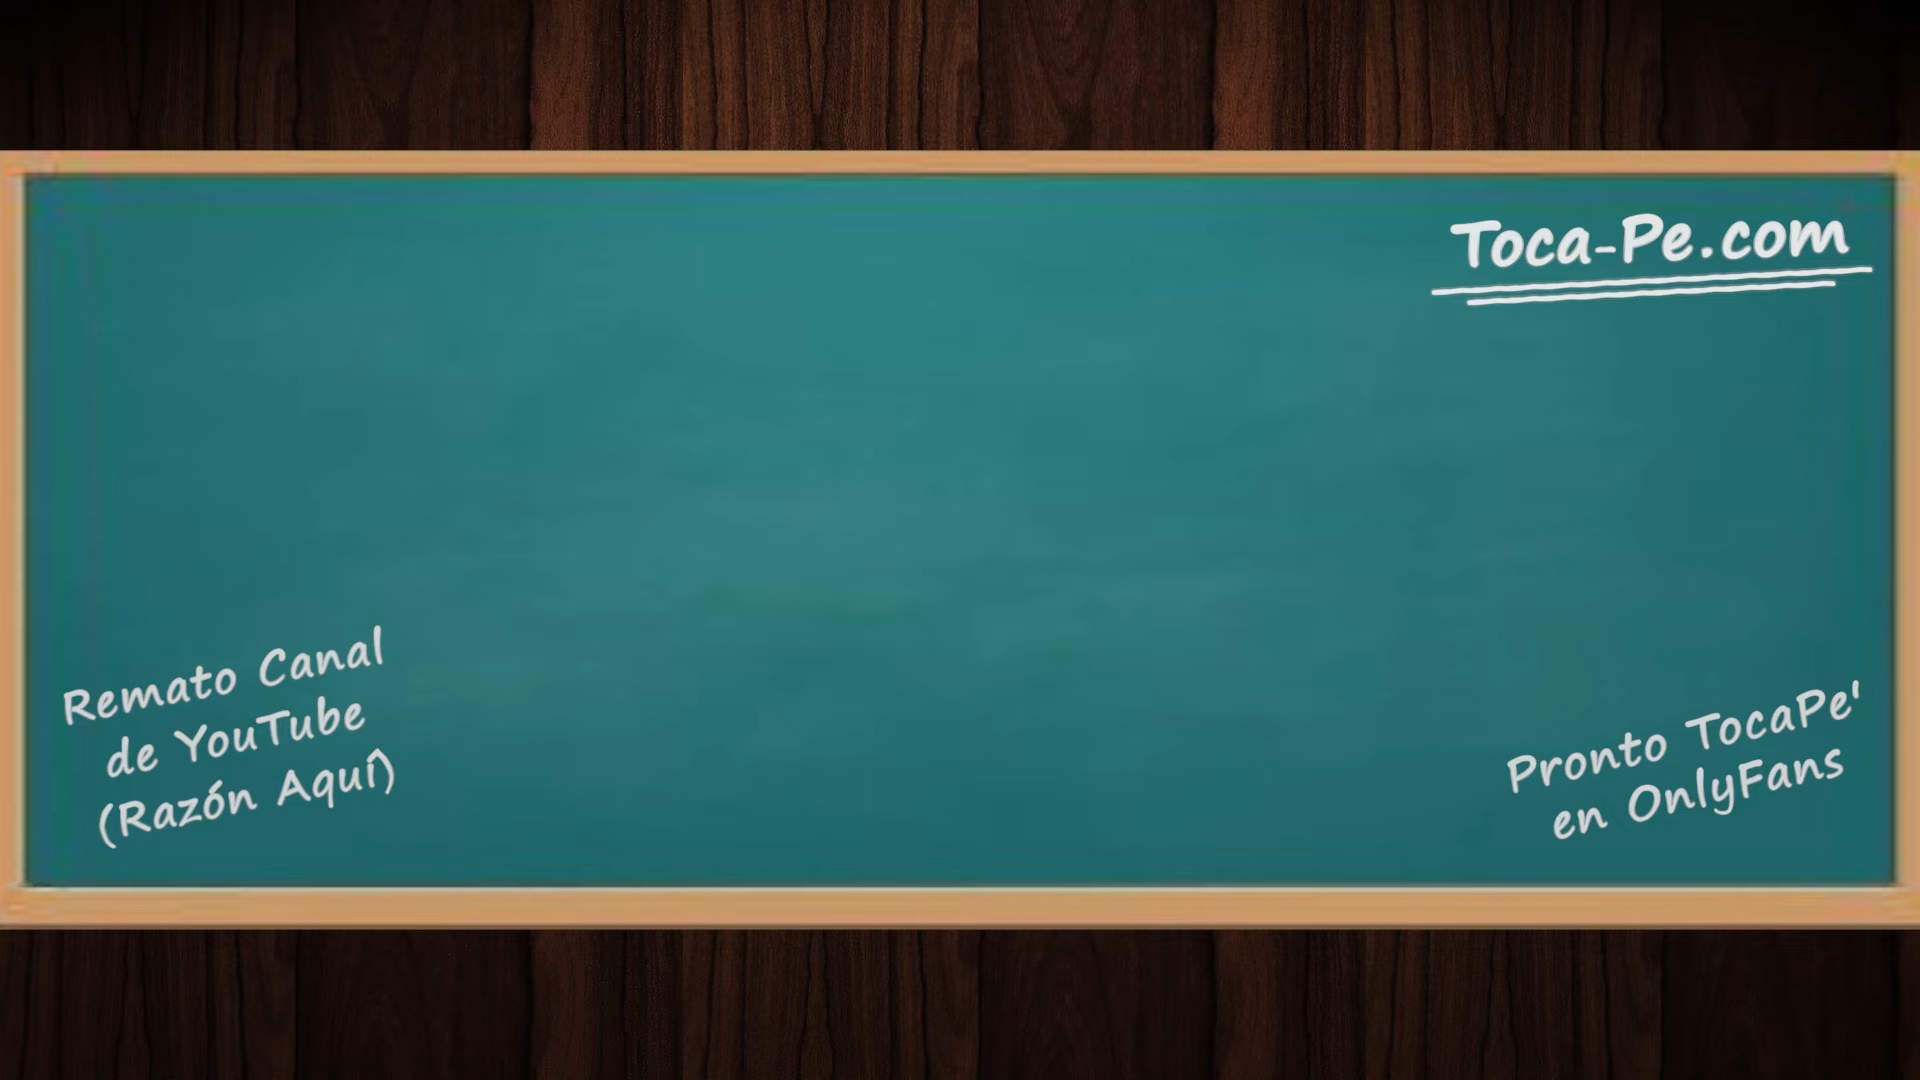 Toca-Pe.com
Remato Canal
de YouTube
(Razón Aquí)
Pronto TocaPe'
en OnlyFans